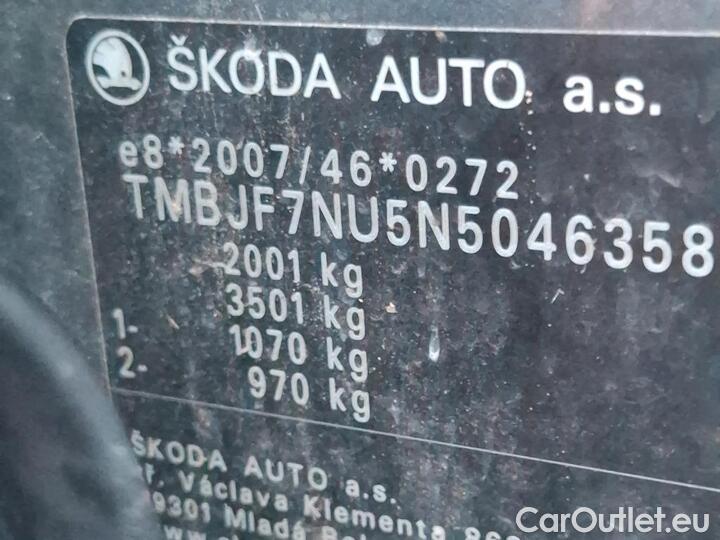 ŠKODA AUTO a.s.
e8*2007/46*0272
TMBJF7NU5N5046358
2001 kg
3501 kg
1- 1070 kg
2- 970 kg
ŠKODA AUTO a.s.
Václava Klementa
Mladá
CarOutlet.eu